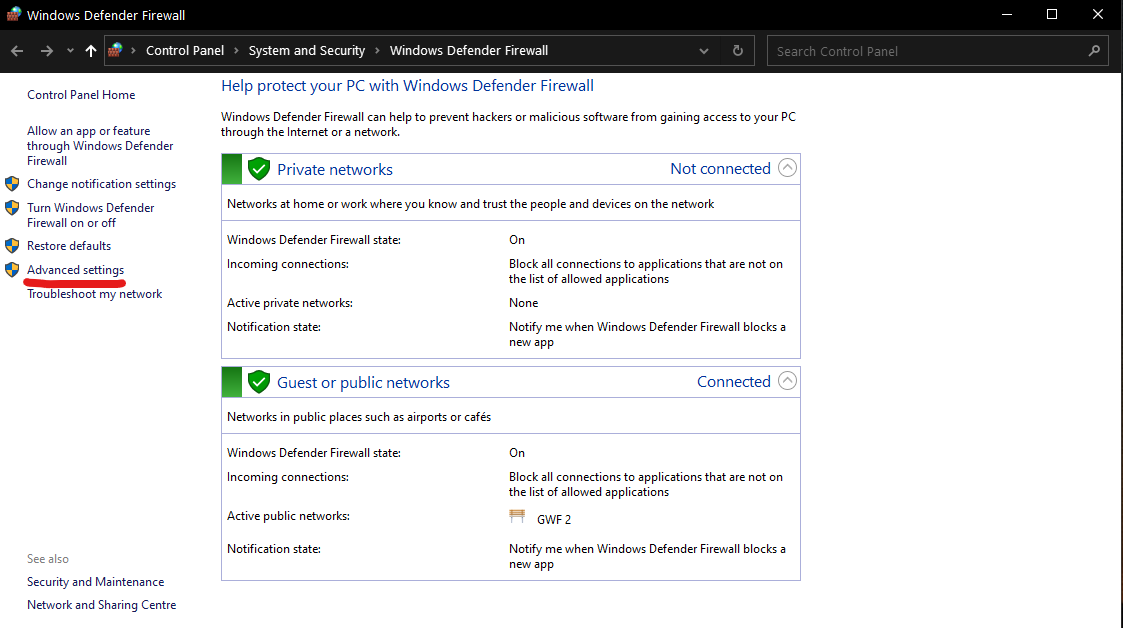 Windows Defender Firewall
Control Panel > System and Security > Windows Defender Firewall
Search Control Panel
Control Panel Home
Allow an app or feature
through Windows Defender
Firewall
Change notification settings
Turn Windows Defender
Firewall on or off
Restore defaults
Advanced settings
Troubleshoot my network
See also
Security and Maintenance
Network and Sharing Centre
Help protect your PC with Windows Defender Firewall
Windows Defender Firewall can help to prevent hackers or malicious software from gaining access to your PC
through the Internet or a network.
Private networks Not connected
Networks at home or work where you know and trust the people and devices on the network
Windows Defender Firewall state: On
Incoming connections: Block all connections to applications that are not on
the list of allowed applications
Active private networks: None
Notification state: Notify me when Windows Defender Firewall blocks a
new app
Guest or public networks Connected
Networks in public places such as airports or cafés
Windows Defender Firewall state: On
Incoming connections: Block all connections to applications that are not on
the list of allowed applications
Active public networks: GWF 2
Notification state: Notify me when Windows Defender Firewall blocks a
new app